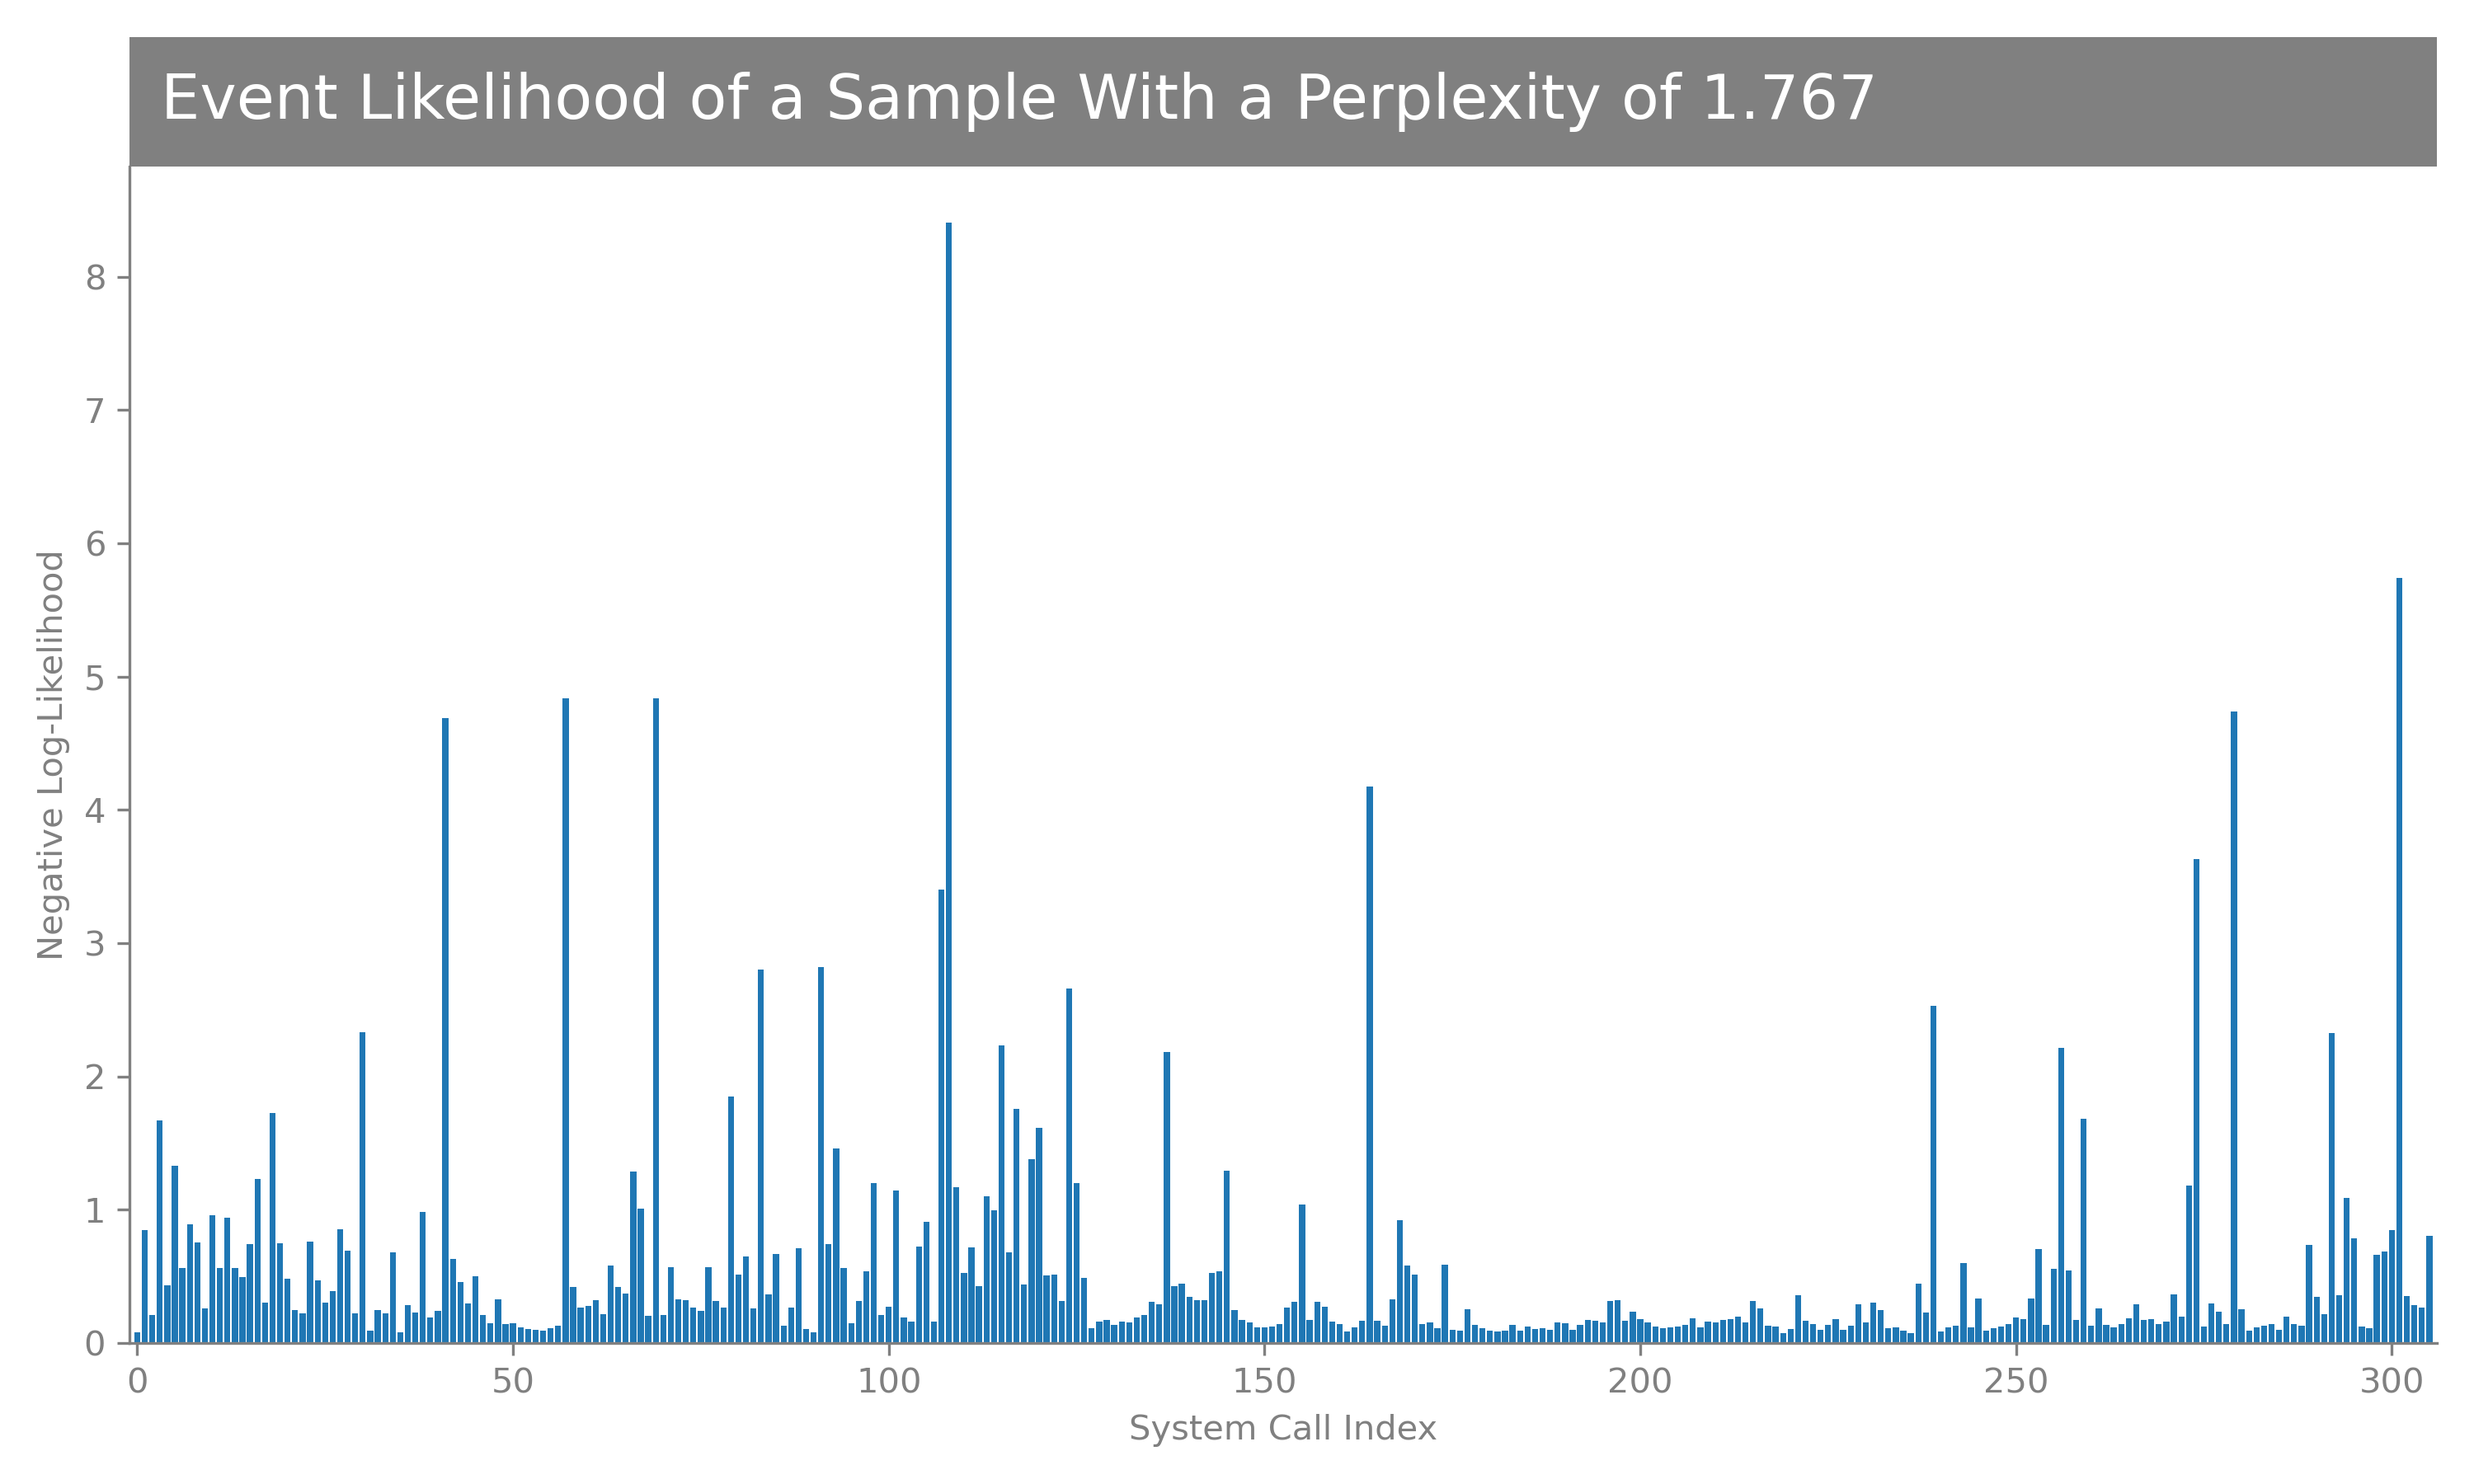 Event Likelihood of a Sample With a Perplexity of 1.767
Negative Log-Likelihood
8
7
6
5
4
3
2
1
0
0 50 100 150 200 250 300
System Call Index